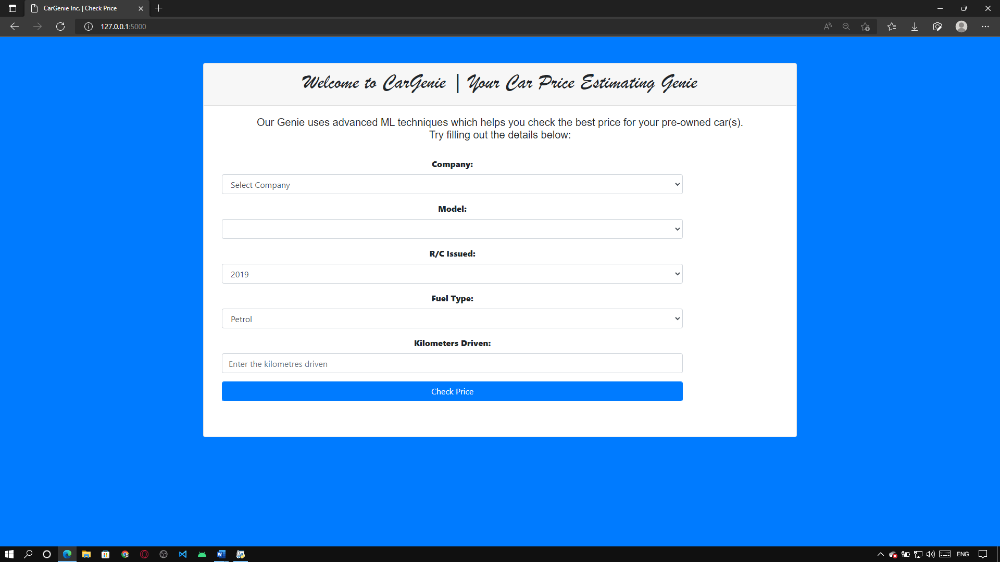 CarGenie Inc. | Check Price
127.0.0.1:5000
Welcome to CarGenie | Your Car Price Estimating Genie
Our Genie uses advanced ML techniques which helps you check the best price for your pre-owned car(s).
Try filling out the details below:
Company:
Select Company
Model:
R/C Issued:
2019
Fuel Type:
Petrol
Kilometers Driven:
Enter the kilometres driven
Check Price
ENG